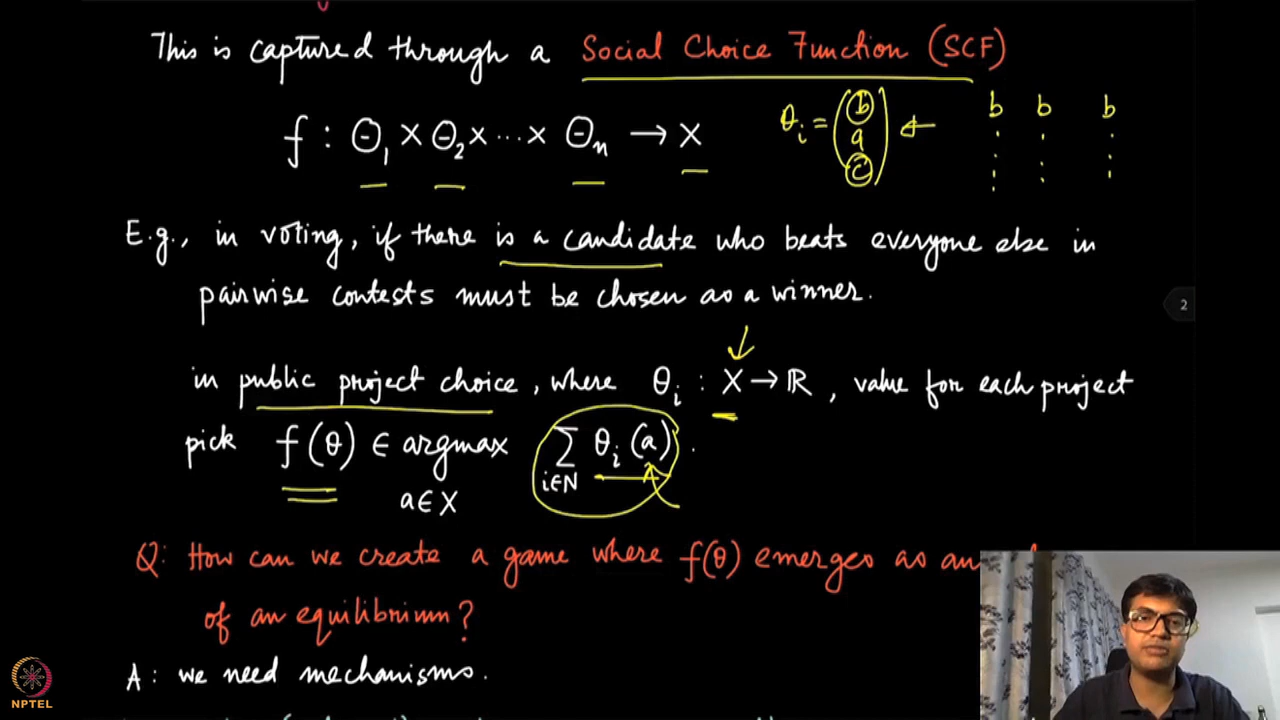 This is captured through a Social Choice Function (SCF)
f : Θ₁ × Θ₂ × ... × Θₙ → X
θᵢ = (b a c) ←
b b b
E.g., in voting, if there is a candidate who beats everyone else in
pairwise contests must be chosen as a winner.
2
in public project choice, where θᵢ : X → ℝ, value for each project
pick f(θ) ∈ argmax Σ θᵢ(a).
a∈X i∈N
Q: How can we create a game where f(θ) emerges as an
of an equilibrium?
A: we need mechanisms.
NPTEL